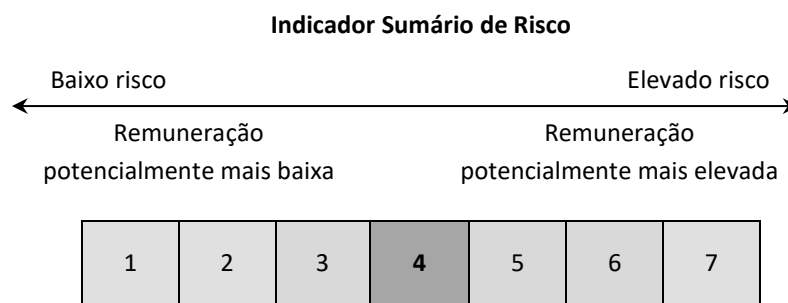 Indicador Sumário de Risco
Baixo risco Elevado risco
Remuneração Remuneração
potencialmente mais baixa potencialmente mais elevada
1 2 3 4 5 6 7